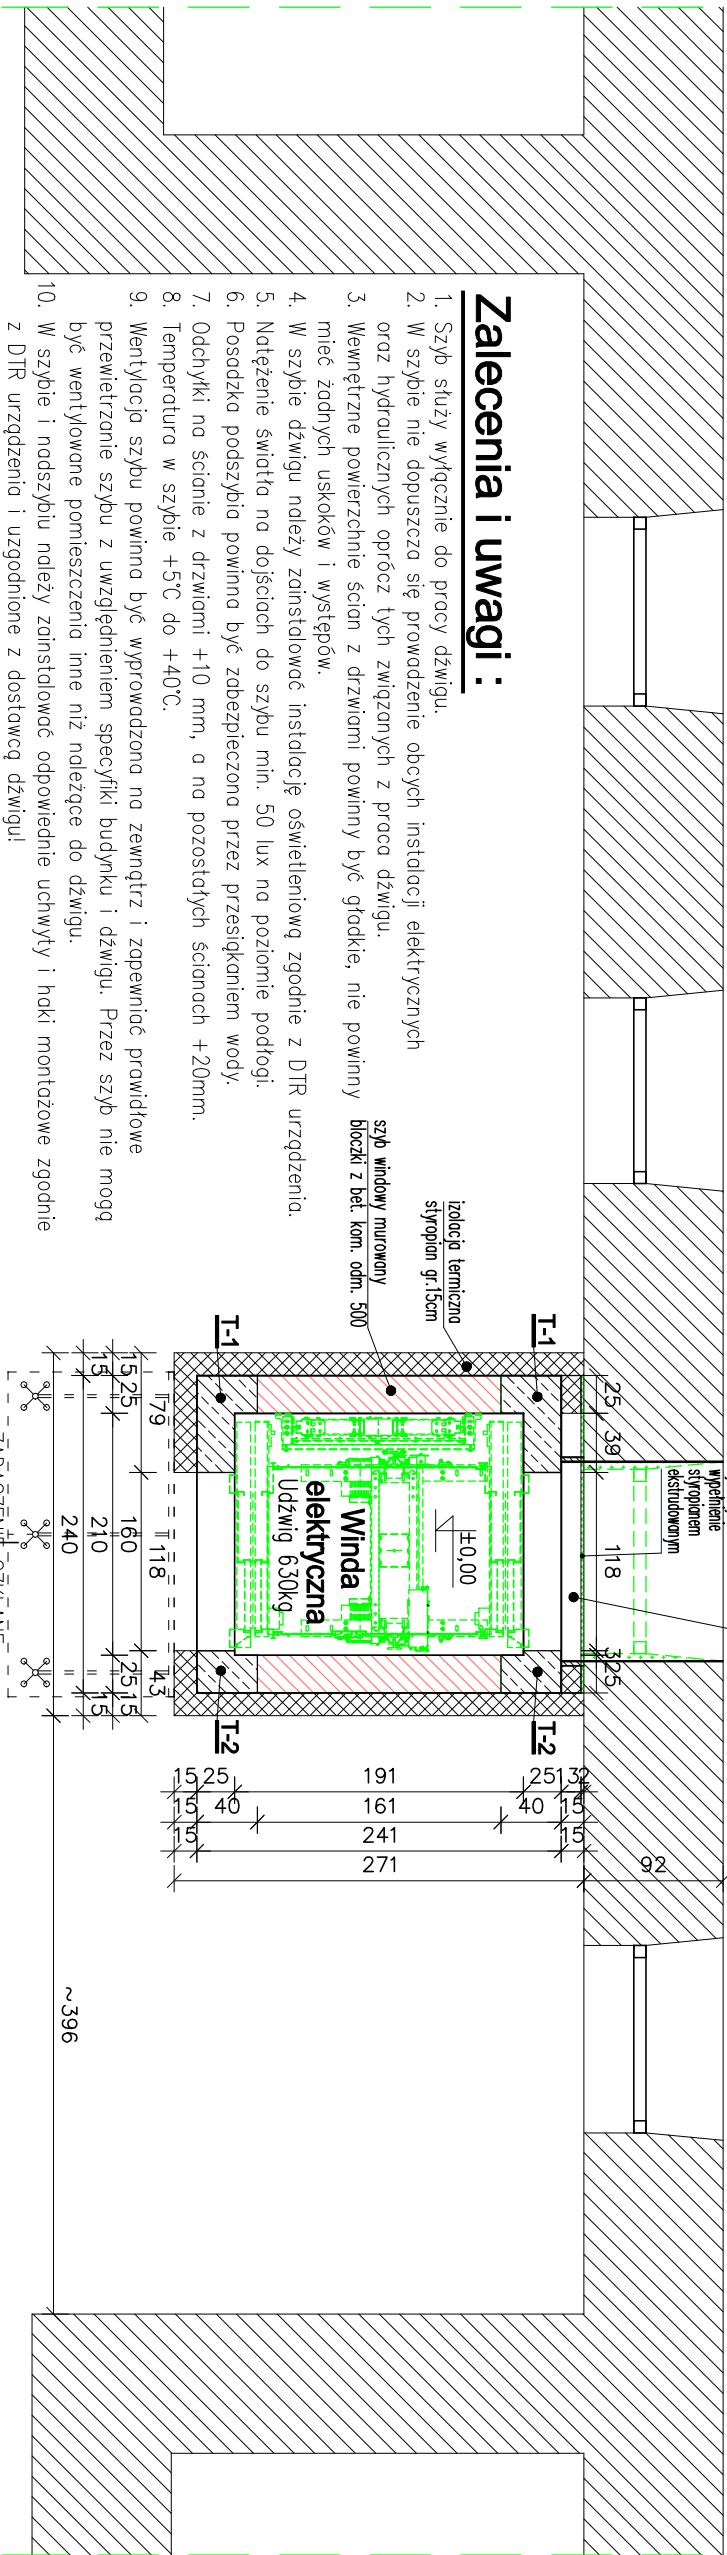 Zalecenia i uwagi :
1. Szyb służy wyłącznie do pracy dźwigu.
2. W szybie nie dopuszcza się prowadzenie obcych instalacji elektrycznych
oraz hydraulicznych oprócz tych związanych z praca dźwigu.
3. Wewnętrzne powierzchnie ścian z drzwiami powinny być gładkie, nie powinny
mieć żadnych uskoków i występów.
4. W szybie dźwigu należy zainstalować instalację oświetleniową zgodnie z DTR urządzenia.
5. Natężenie światła na dojściach do szybu min. 50 lux na poziomie podłogi.
6. Posadzka podszybia powinna być zabezpieczona przez przesiąkaniem wody.
7. Odchyłki na ścianie z drzwiami +10 mm, a na pozostałych ścianach +20mm.
8. Temperatura w szybie +5°C do +40°C.
9. Wentylacja szybu powinna być wyprowadzona na zewnątrz i zapewniać prawidłowe
przewietrzanie szybu z uwzględnieniem specyfiki budynku i dźwigu. Przez szyb nie mogą
być wentylowane pomieszczenia inne niż należące do dźwigu.
10. W szybie i nadszybiu należy zainstalować odpowiednie uchwyty i haki montażowe zgodnie
z DTR urządzenia i uzgodnione z dostawcą dźwigu!
wypełnienie
styropianem
ekstrudowanym
izolacja termiczna
styropian gr.15cm
szyb windowy murowany
bloczki z bet. kom. odm. 500
T-1
T-1
T-2
T-2
25 39 118 3 25
±0,00
Winda
elektryczna
Udźwig 630kg
79 118 43
15 25 160 25 15
15 210 15
240
~396
15 25 191 25 13 2
15 40 161 40 15
15 241 15
271 92